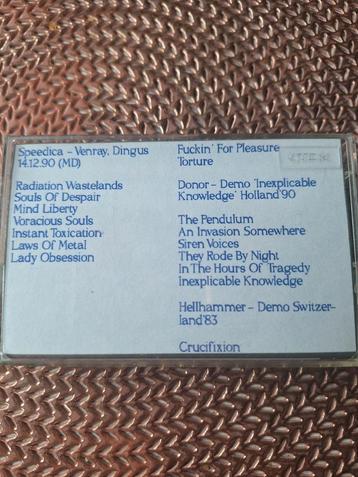 Speedica - Venray, Dingus
14.12.90 (MD)
Radiation Wastelands
Souls Of Despair
Mind Liberty
Voracious Souls
Instant Toxication
Laws Of Metal
Lady Obsession
Fuckin' For Pleasure
Torture
Donor - Demo 'Inexplicable
Knowledge' Holland'90
The Pendulum
An Invasion Somewhere
Siren Voices
They Rode By Night
In The Hours Of Tragedy
Inexplicable Knowledge
Hellhammer - Demo Switzer-
land'83
Crucifixion